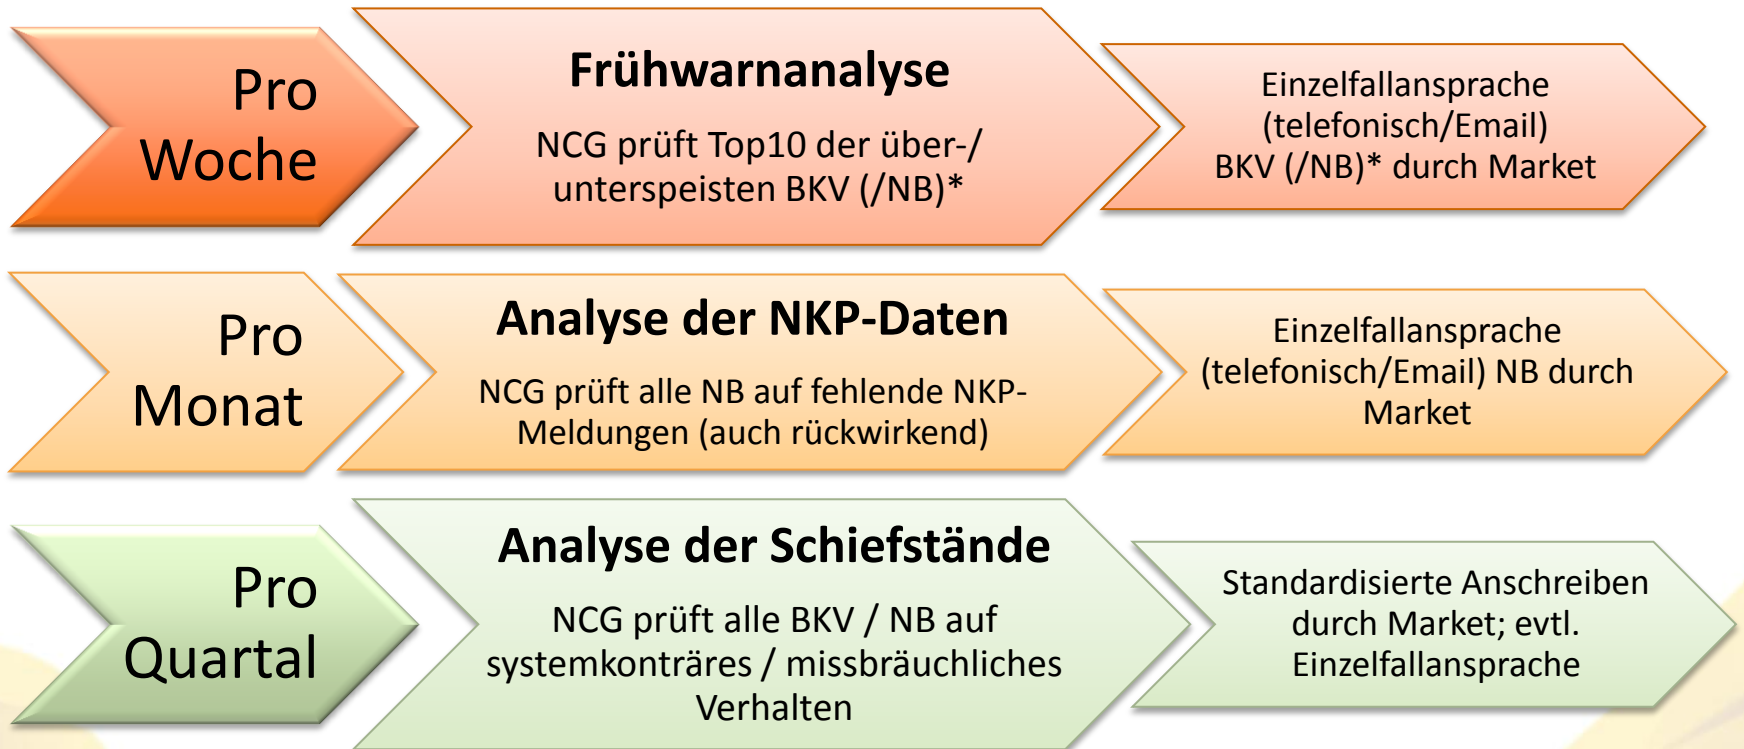 Pro
Woche
Frühwarnanalyse
NCG prüft Top10 der über-/
unterspeisten BKV (/NB)*
Einzelfallansprache
(telefonisch/Email)
BKV (/NB)* durch Market
Pro
Monat
Analyse der NKP-Daten
NCG prüft alle NB auf fehlende NKP-
Meldungen (auch rückwirkend)
Einzelfallansprache
(telefonisch/Email) NB durch
Market
Pro
Quartal
Analyse der Schiefstände
NCG prüft alle BKV / NB auf
systemkonträres / missbräuchliches
Verhalten
Standardisierte Anschreiben
durch Market; evtl.
Einzelfallansprache